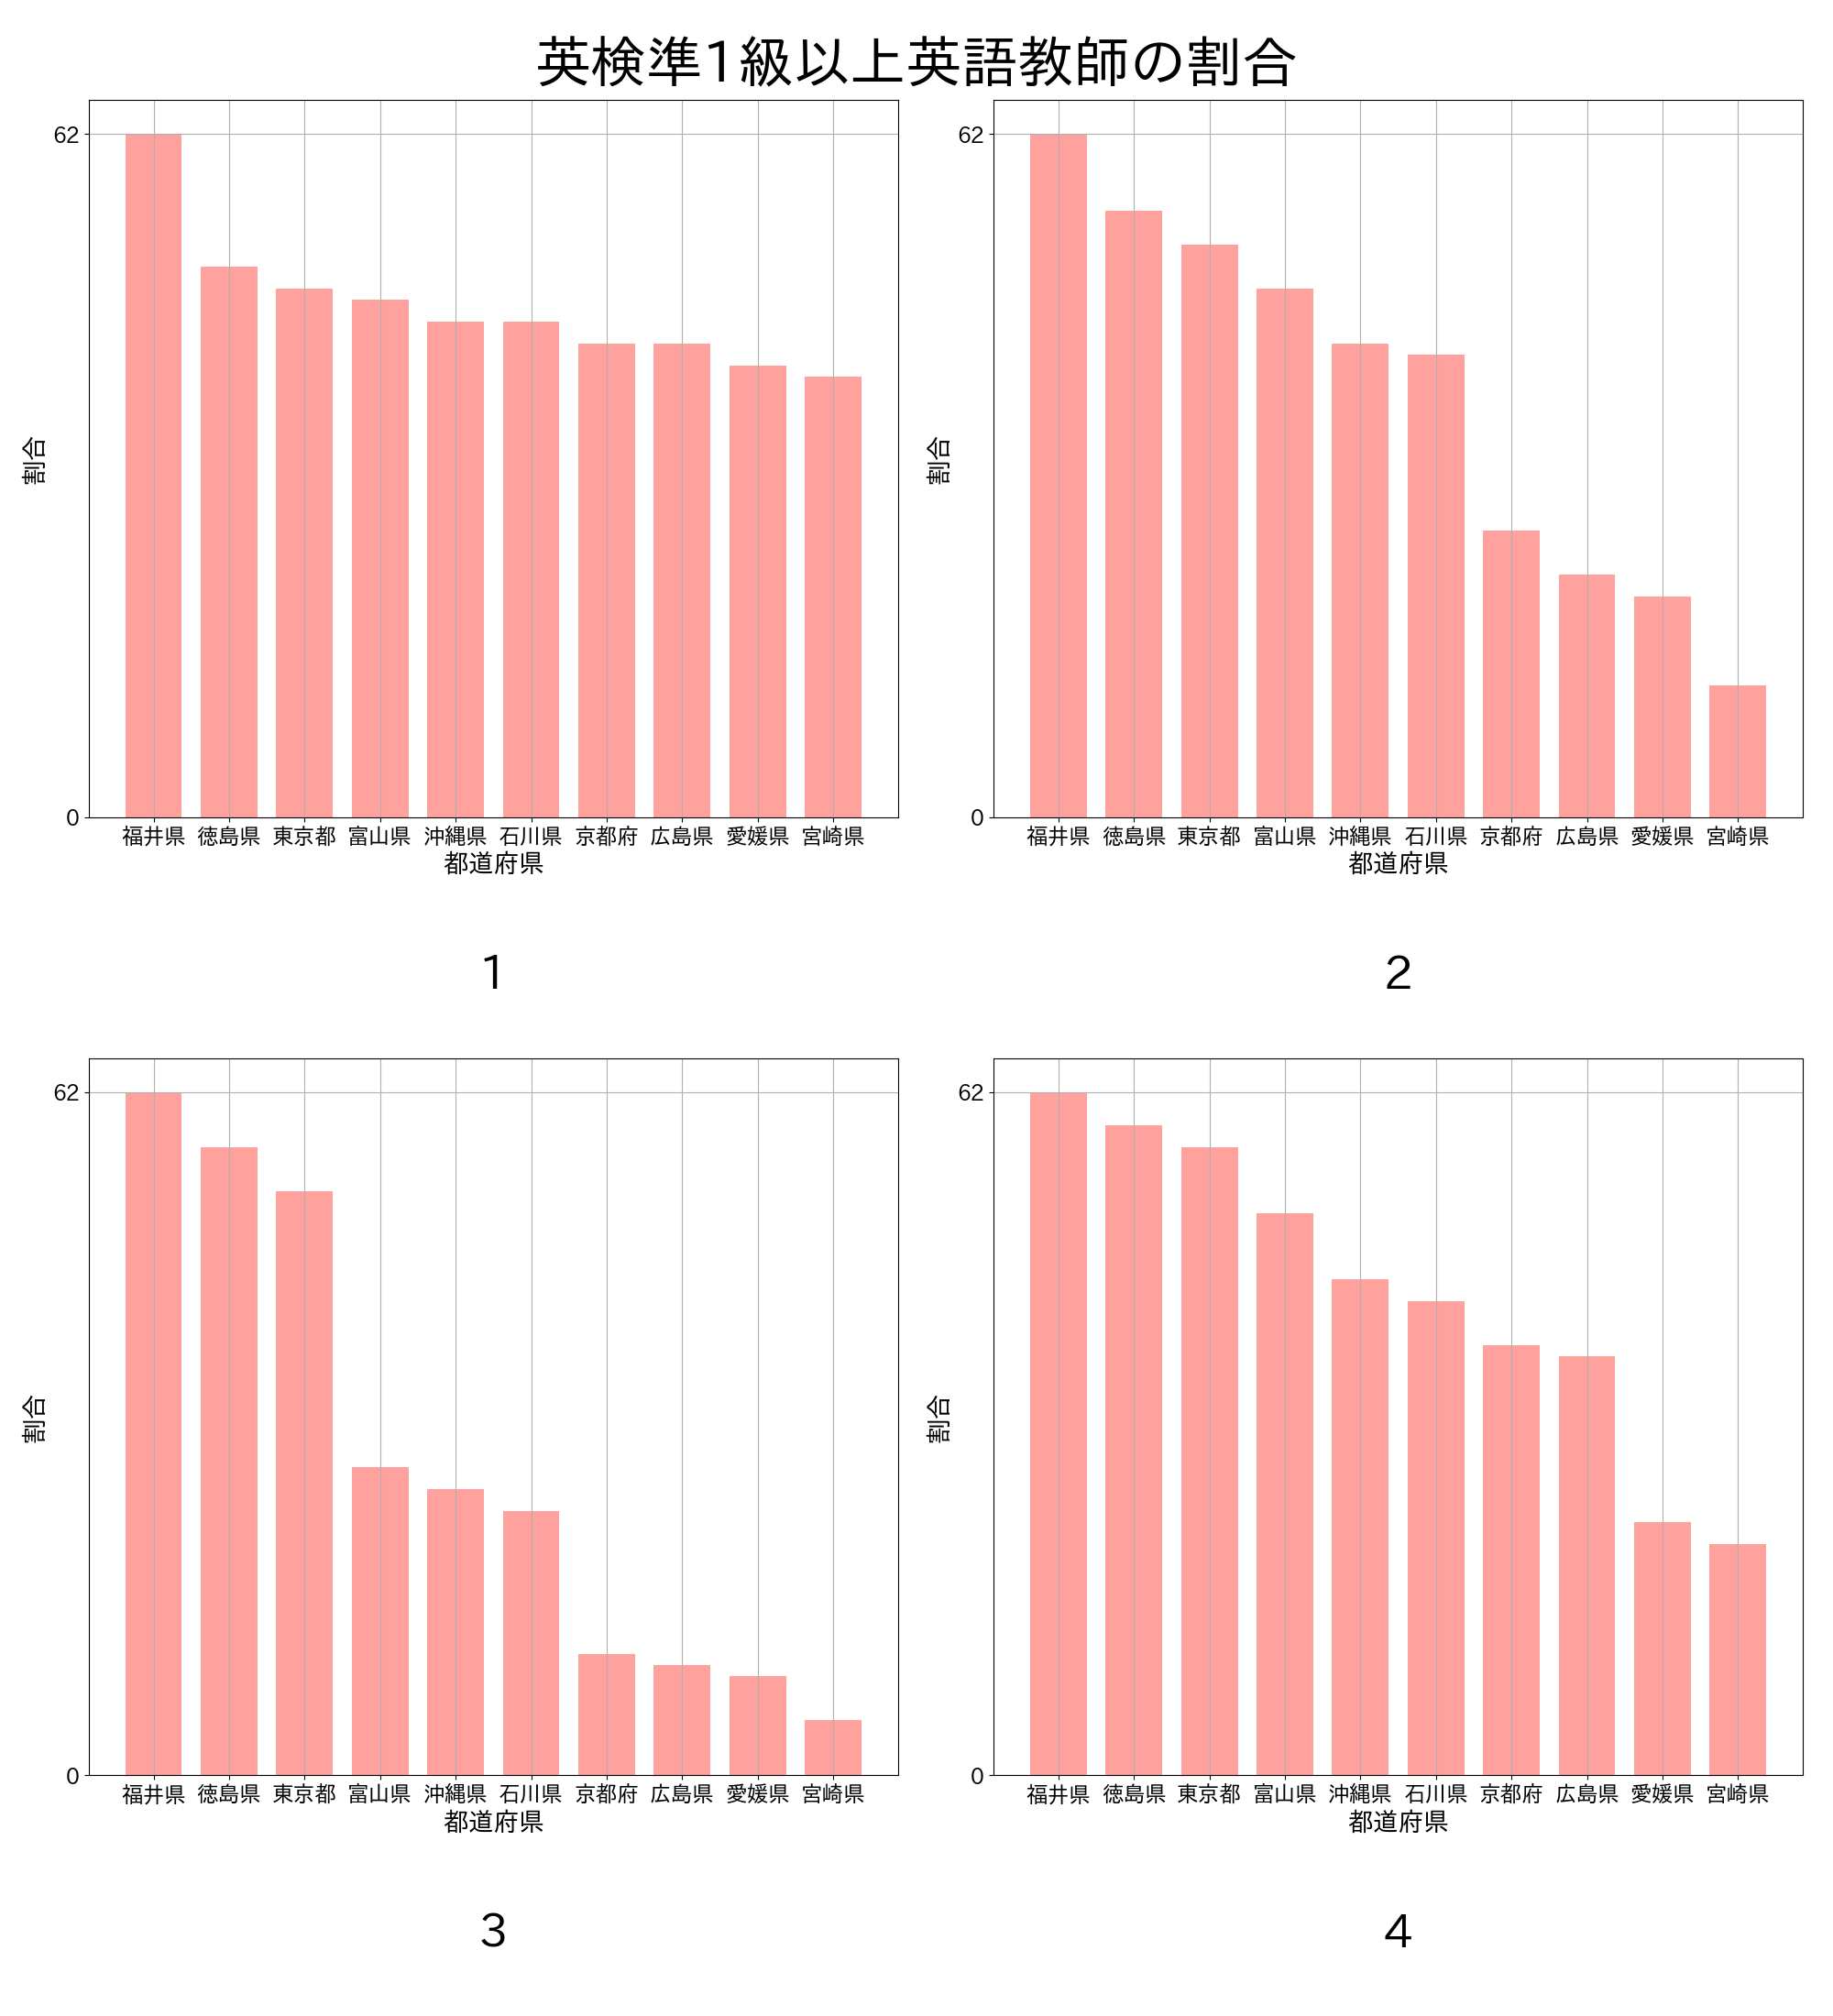 英検準1級以上英語教師の割合
62
0
割合
福井県 徳島県 東京都 富山県 沖縄県 石川県 京都府 広島県 愛媛県 宮崎県
都道府県
1
62
0
割合
福井県 徳島県 東京都 富山県 沖縄県 石川県 京都府 広島県 愛媛県 宮崎県
都道府県
2
62
0
割合
福井県 徳島県 東京都 富山県 沖縄県 石川県 京都府 広島県 愛媛県 宮崎県
都道府県
3
62
0
割合
福井県 徳島県 東京都 富山県 沖縄県 石川県 京都府 広島県 愛媛県 宮崎県
都道府県
4